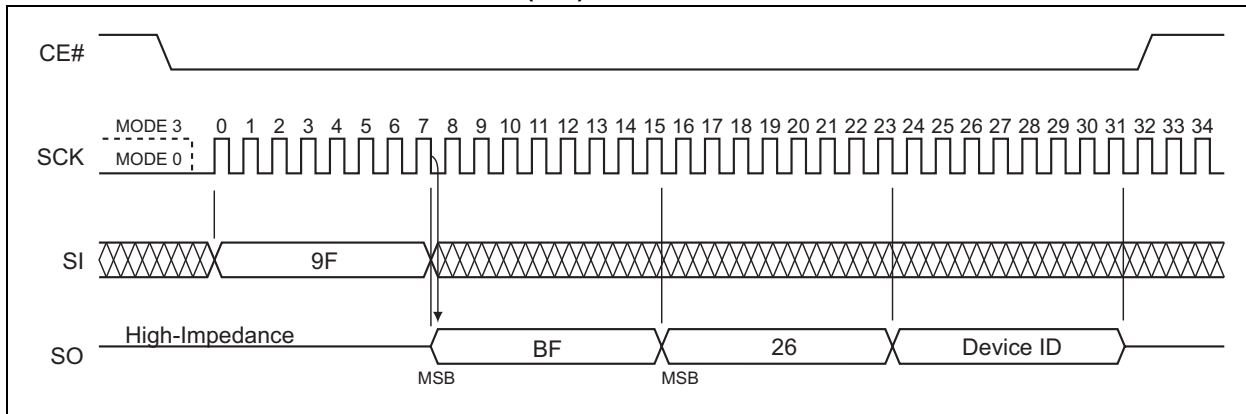 CE#
MODE 3
0 1 2 3 4 5 6 7 8 9 10 11 12 13 14 15 16 17 18 19 20 21 22 23 24 25 26 27 28 29 30 31 32 33 34
SCK
MODE 0
SI
9F
High-Impedance
SO
BF
26
Device ID
MSB
MSB